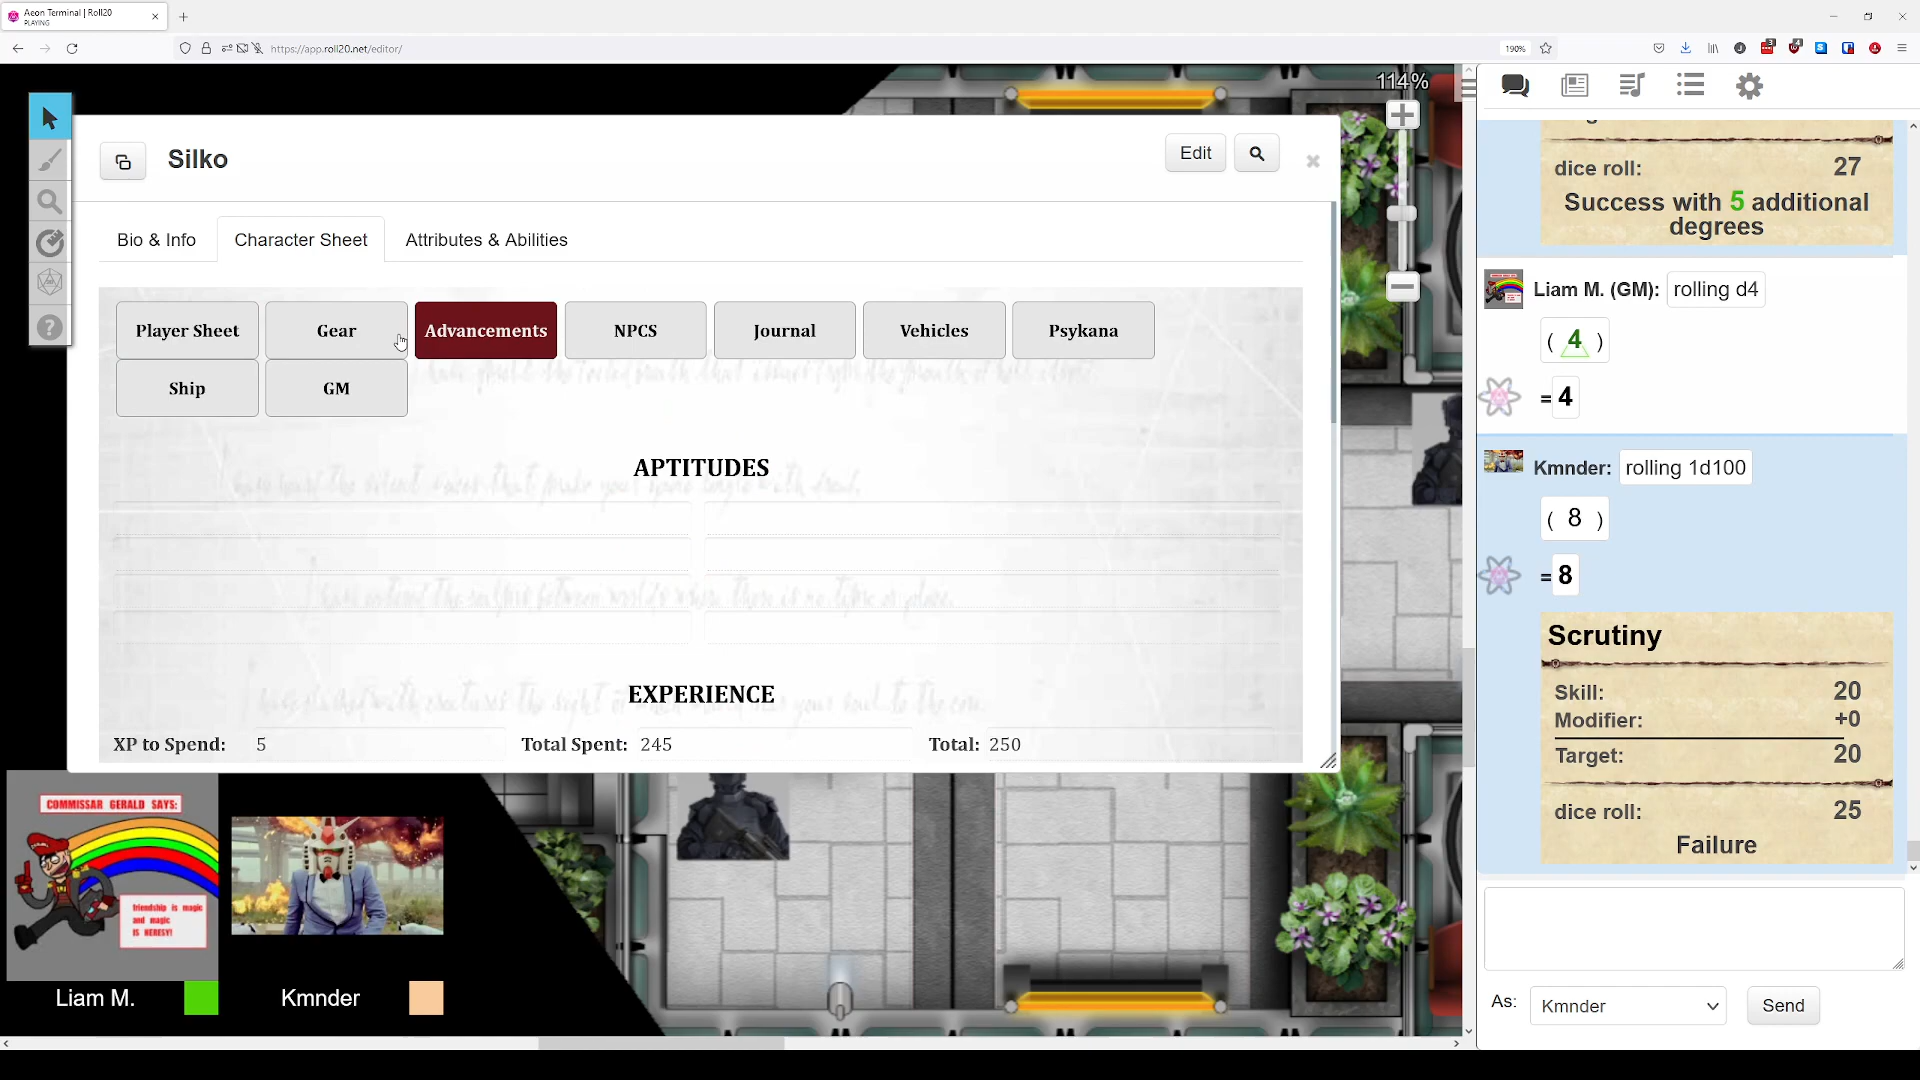 Aeon Terminal | Roll20
PLAYING
https://app.roll20.net/editor/
190%
114%
Silko
Edit
Bio & Info
Character Sheet
Attributes & Abilities
Player Sheet
Gear
Advancements
NPCS
Journal
Vehicles
Psykana
Ship
GM
APTITUDES
EXPERIENCE
XP to Spend: 5
Total Spent: 245
Total: 250
COMMISSAR GERALD SAYS:
friendship is magic
and magic
IS HERESY!
Liam M.
Kmnder
dice roll: 27
Success with 5 additional
degrees
Liam M. (GM): rolling d4
( 4 )
=4
Kmnder: rolling 1d100
( 8 )
=8
Scrutiny
Skill: 20
Modifier: +0
Target: 20
dice roll: 25
Failure
As: Kmnder
Send